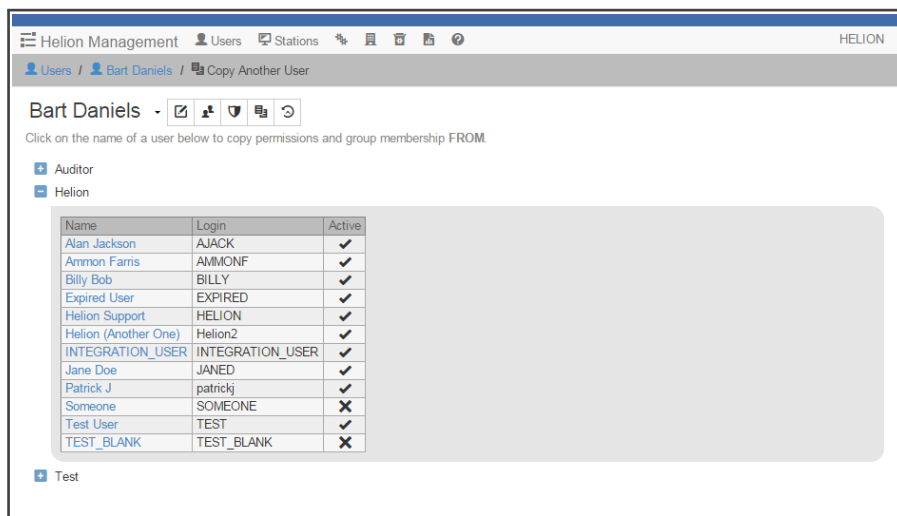 Helion Management Users Stations HELION
Users / Bart Daniels / Copy Another User
Bart Daniels
Click on the name of a user below to copy permissions and group membership FROM.
Auditor
Helion
Name Login Active
Alan Jackson AJACK
Ammon Farris AMMONF
Billy Bob BILLY
Expired User EXPIRED
Helion Support HELION
Helion (Another One) Helion2
INTEGRATION_USER INTEGRATION_USER
Jane Doe JANED
Patrick J patrickj
Someone SOMEONE
Test User TEST
TEST_BLANK TEST_BLANK
Test